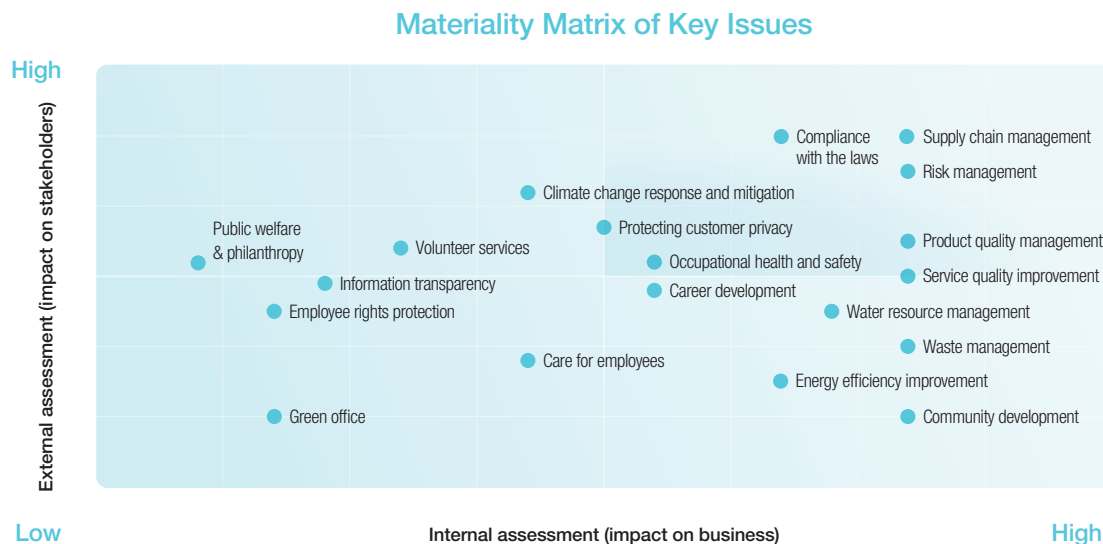 Materiality Matrix of Key Issues
High
External assessment (impact on stakeholders)
Compliance
with the laws
Supply chain management
Risk management
Climate change response and mitigation
Public welfare
& philanthropy
Volunteer services
Protecting customer privacy
Product quality management
Occupational health and safety
Service quality improvement
Information transparency
Career development
Employee rights protection
Water resource management
Waste management
Care for employees
Energy efficiency improvement
Green office
Community development
Low
Internal assessment (impact on business)
High